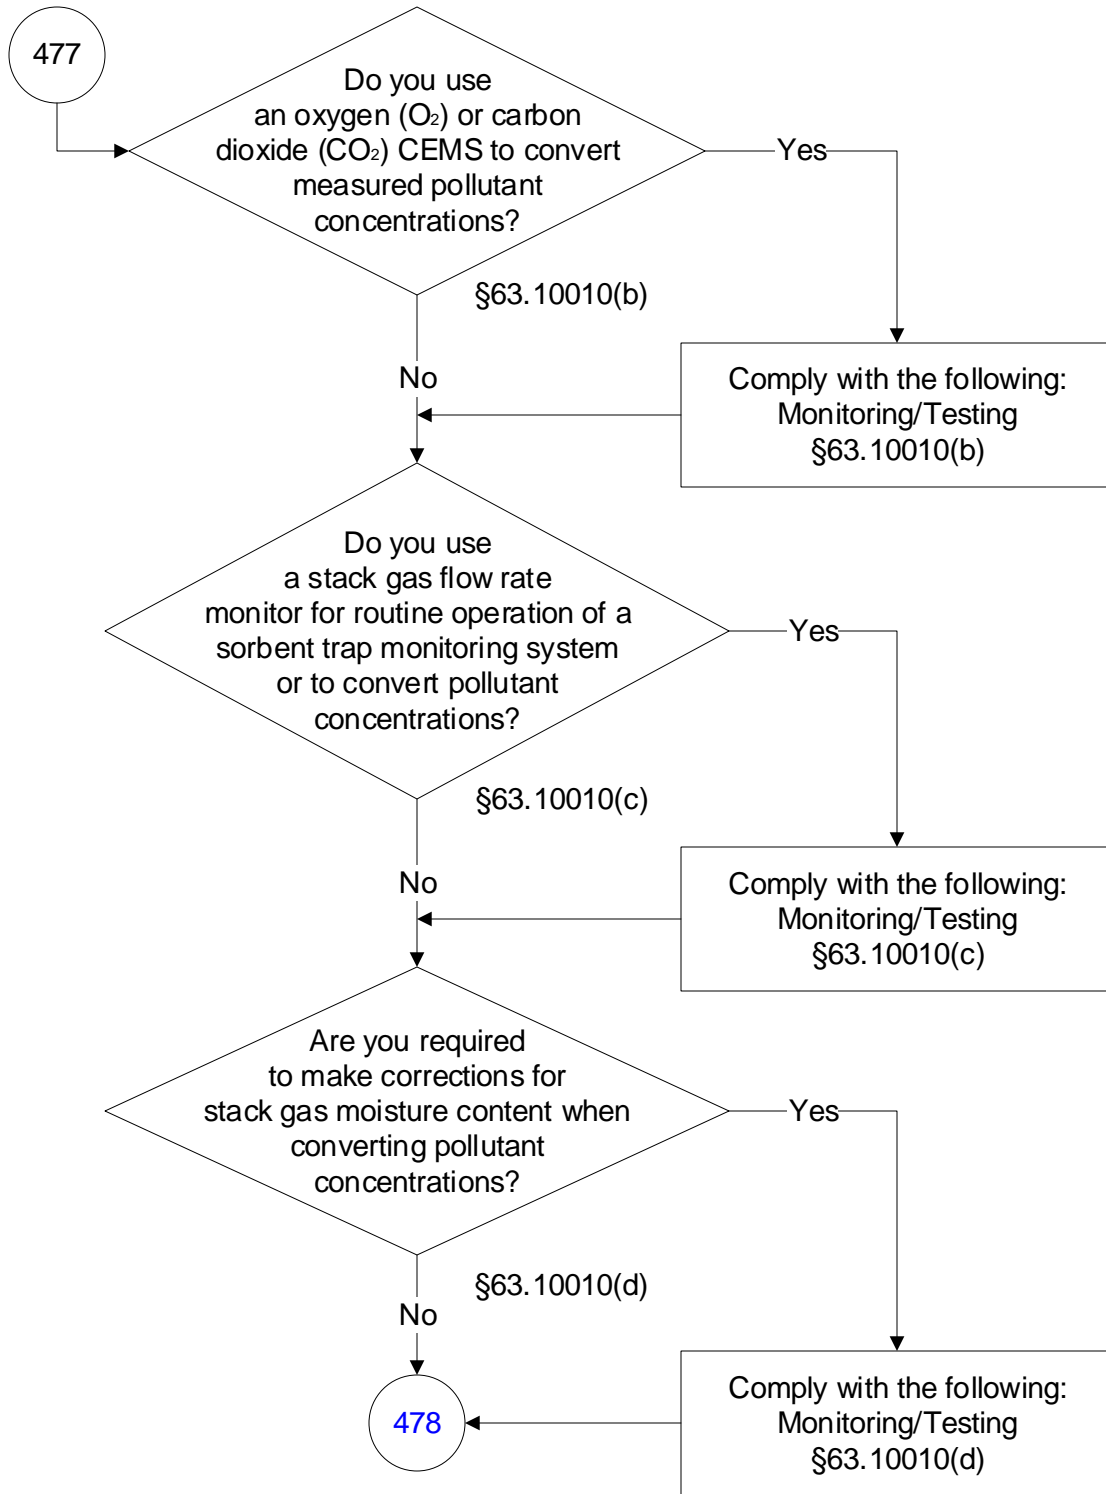 477
Do you use
an oxygen (O₂) or carbon
dioxide (CO₂) CEMS to convert
measured pollutant
concentrations?
Yes
§63.10010(b)
No
Comply with the following:
Monitoring/Testing
§63.10010(b)
Do you use
a stack gas flow rate
monitor for routine operation of a
sorbent trap monitoring system
or to convert pollutant
concentrations?
Yes
§63.10010(c)
No
Comply with the following:
Monitoring/Testing
§63.10010(c)
Are you required
to make corrections for
stack gas moisture content when
converting pollutant
concentrations?
Yes
§63.10010(d)
No
Comply with the following:
Monitoring/Testing
§63.10010(d)
478